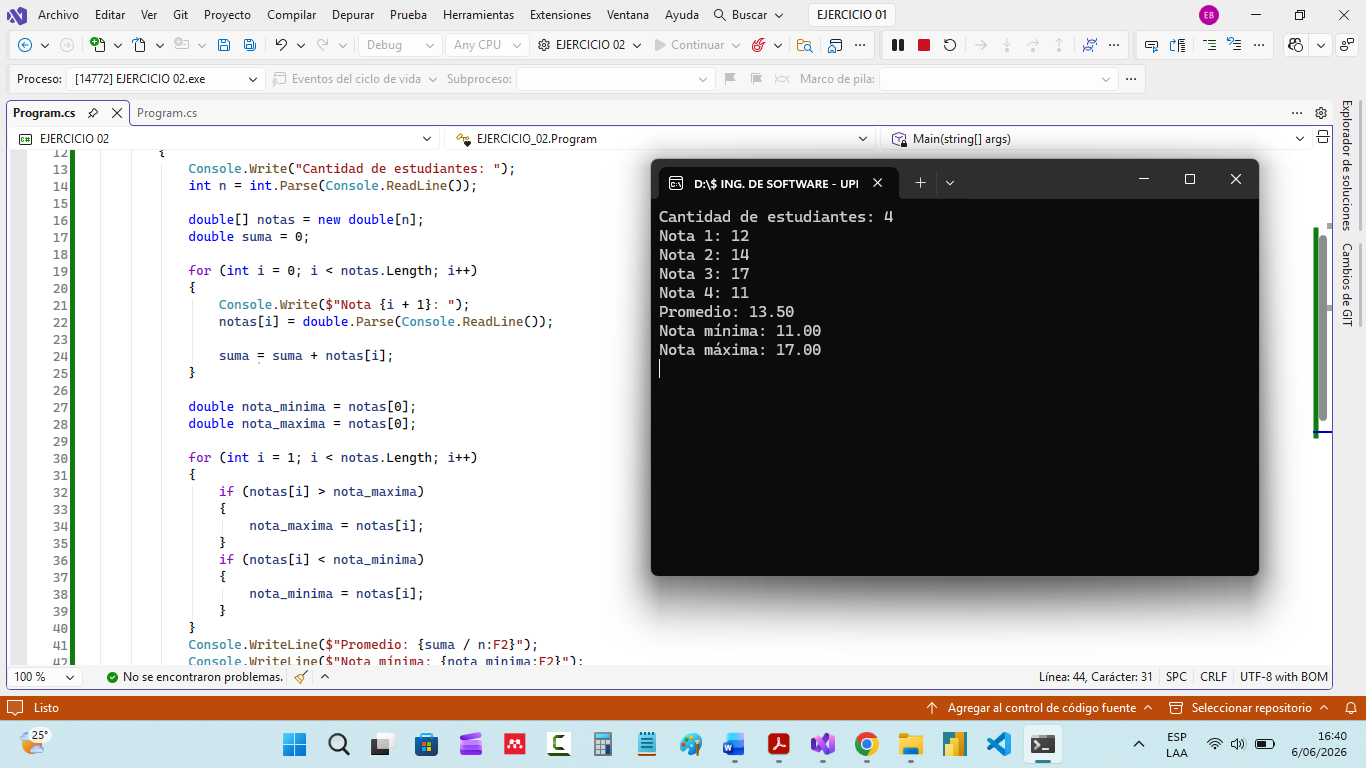 Archivo Editar Ver Git Proyecto Compilar Depurar Prueba Herramientas Extensiones Ventana Ayuda Buscar EJERCICIO 01 EB
Debug Any CPU EJERCICIO 02 Continuar
Proceso: [14772] EJERCICIO 02.exe Eventos del ciclo de vida Subproceso: Marco de pila:
Program.cs Program.cs
EJERCICIO 02 EJERCICIO_02.Program Main(string[] args)
12 {
13 Console.Write("Cantidad de estudiantes: ");
14 int n = int.Parse(Console.ReadLine());
15
16 double[] notas = new double[n];
17 double suma = 0;
18
19 for (int i = 0; i < notas.Length; i++)
20 {
21 Console.Write($"Nota {i + 1}: ");
22 notas[i] = double.Parse(Console.ReadLine());
23
24 suma = suma + notas[i];
25 }
26
27 double nota_minima = notas[0];
28 double nota_maxima = notas[0];
29
30 for (int i = 1; i < notas.Length; i++)
31 {
32 if (notas[i] > nota_maxima)
33 {
34 nota_maxima = notas[i];
35 }
36 if (notas[i] < nota_minima)
37 {
38 nota_minima = notas[i];
39 }
40 }
41 Console.WriteLine($"Promedio: {suma / n:F2}");
42 Console.WriteLine($"Nota mínima: {nota_minima:F2}");
D:\$ ING. DE SOFTWARE - UPI
Cantidad de estudiantes: 4
Nota 1: 12
Nota 2: 14
Nota 3: 17
Nota 4: 11
Promedio: 13.50
Nota mínima: 11.00
Nota máxima: 17.00
Explorador de soluciones
Cambios de GIT
100 % No se encontraron problemas. Línea: 44, Carácter: 31 SPC CRLF UTF-8 with BOM
Listo Agregar al control de código fuente Seleccionar repositorio
25° ESP 16:40
LAA 6/06/2026